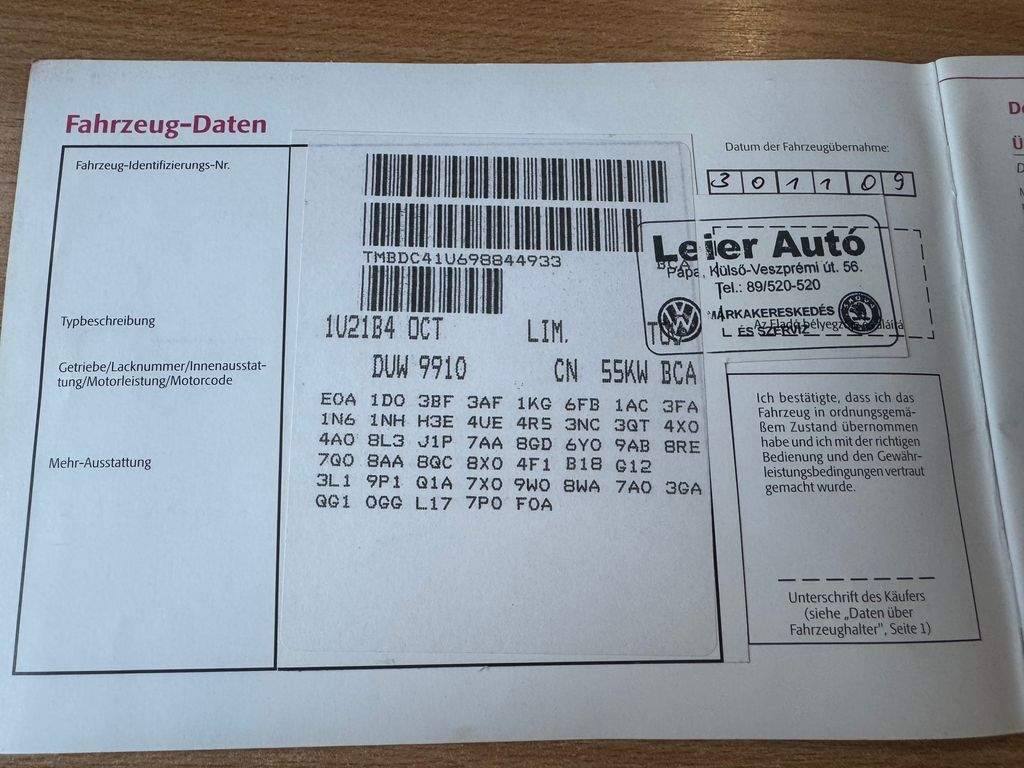 Fahrzeug-Daten
Fahrzeug-Identifizierungs-Nr.
Datum der Fahrzeugübernahme:
3 0 1 1 0 9
TMBDC41U698844933
BCA
Leier Autó
Pápa, Külső-Veszprémi út. 56.
Tel.: 89/520-520
MÁRKAKERESKEDÉS
ÉS SZERVIZ
Az Eladó
Typbeschreibung
1U21B4 OCT LIM.
Getriebe/Lacknummer/Innenausstat-
tung/Motorleistung/Motorcode
DUW 9910 CN 55KW BCA
Mehr-Ausstattung
E0A 1D0 3BF 3AF 1KG 6FB 1AC 3FA
1N6 1NH H3E 4UE 4R5 3NC 3QT 4X0
4A0 8L3 J1P 7AA 8GD 6Y0 9AB 8RE
7Q0 8AA 8QC 8X0 4F1 B18 G12
3L1 9P1 Q1A 7X0 9W0 8WA 7A0 3GA
QG1 0GG L17 7P0 F0A
Ich bestätige, dass ich das
Fahrzeug in ordnungsgemä-
ßem Zustand übernommen
habe und ich mit der richtigen
Bedienung und den Gewähr-
leistungsbedingungen vertraut
gemacht wurde.
Unterschrift des Käufers
(siehe „Daten über
Fahrzeughalter", Seite 1)